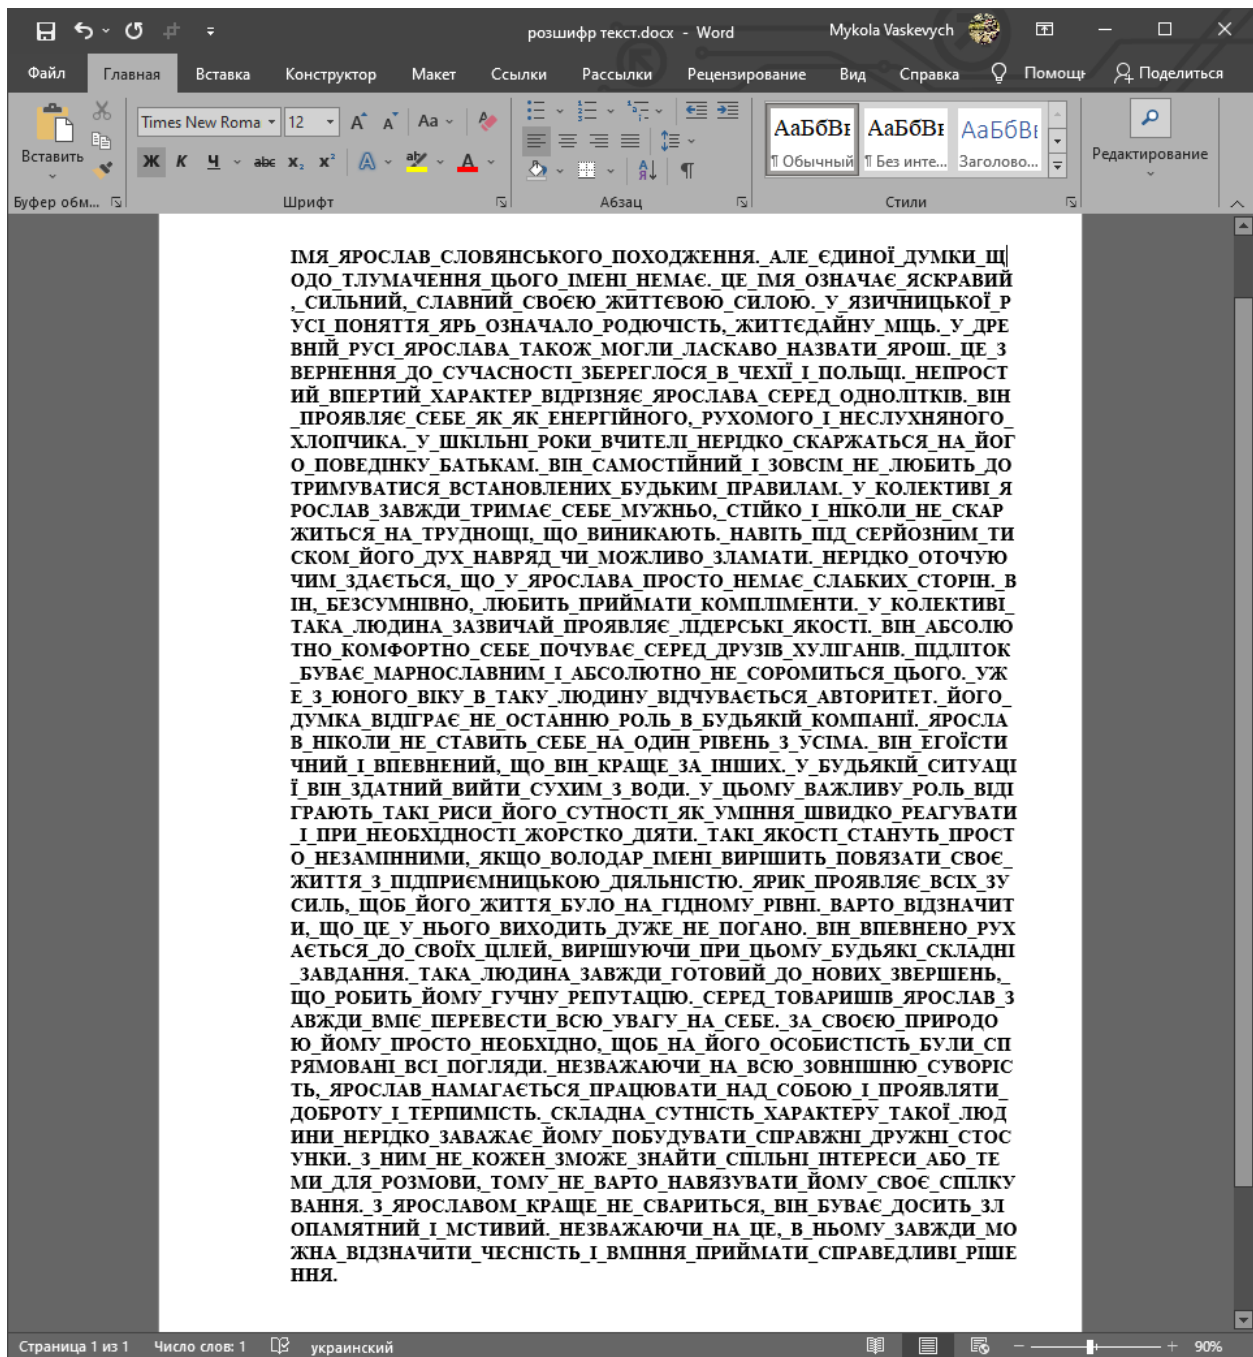 розшифр текст.docx - Word Mykola Vaskevych
Файл Главная Вставка Конструктор Макет Ссылки Рассылки Рецензирование Вид Справка Помощь Поделиться
Times New Roma 12 Aa
Вставить Ж К Ч abc x₂ x² A A АаБбВг АаБбВг АаБбВг Редактирование
¶ Обычный ¶ Без инте... Заголово...
Буфер обм... Шрифт Абзац Стили
ІМЯ_ЯРОСЛАВ_СЛОВЯНСЬКОГО_ПОХОДЖЕННЯ._АЛЕ_ЄДИНОЇ_ДУМКИ_Щ
ОДО_ТЛУМАЧЕННЯ_ЦЬОГО_ІМЕНІ_НЕМАЄ._ЦЕ_ІМЯ_ОЗНАЧАЄ_ЯСКРАВИЙ
,_СИЛЬНИЙ,_СЛАВНИЙ_СВОЄЮ_ЖИТТЄВОЮ_СИЛОЮ._У_ЯЗИЧНИЦЬКОЇ_Р
УСІ_ПОНЯТТЯ_ЯРЬ_ОЗНАЧАЛО_РОДЮЧІСТЬ,_ЖИТТЄДАЙНУ_МІЦЬ._У_ДРЕ
ВНІЙ_РУСІ_ЯРОСЛАВА_ТАКОЖ_МОГЛИ_ЛАСКАВО_НАЗВАТИ_ЯРОШ._ЦЕ_З
ВЕРНЕННЯ_ДО_СУЧАСНОСТІ_ЗБЕРЕГЛОСЯ_В_ЧЕХІЇ_І_ПОЛЬЩІ._НЕПРОСТ
ИЙ_ВПЕРТИЙ_ХАРАКТЕР_ВІДРІЗНЯЄ_ЯРОСЛАВА_СЕРЕД_ОДНОЛІТКІВ._ВІН
_ПРОЯВЛЯЄ_СЕБЕ_ЯК_ЯК_ЕНЕРГІЙНОГО,_РУХОМОГО_І_НЕСЛУХНЯНОГО_
ХЛОПЧИКА._У_ШКІЛЬНІ_РОКИ_ВЧИТЕЛІ_НЕРІДКО_СКАРЖАТЬСЯ_НА_ЙОГ
О_ПОВЕДІНКУ_БАТЬКАМ._ВІН_САМОСТІЙНИЙ_І_ЗОВСІМ_НЕ_ЛЮБИТЬ_ДО
ТРИМУВАТИСЯ_ВСТАНОВЛЕНИХ_БУДЬКИМ_ПРАВИЛАМ._У_КОЛЕКТИВІ_Я
РОСЛАВ_ЗАВЖДИ_ТРИМАЄ_СЕБЕ_МУЖНЬО,_СТІЙКО_І_НІКОЛИ_НЕ_СКАР
ЖИТЬСЯ_НА_ТРУДНОЩІ,_ЩО_ВИНИКАЮТЬ._НАВІТЬ_ПІД_СЕРЙОЗНИМ_ТИ
СКОМ_ЙОГО_ДУХ_НАВРЯД_ЧИ_МОЖЛИВО_ЗЛАМАТИ._НЕРІДКО_ОТОЧУЮ
ЧИМ_ЗДАЄТЬСЯ,_ЩО_У_ЯРОСЛАВА_ПРОСТО_НЕМАЄ_СЛАБКИХ_СТОРІН._В
ІН,_БЕЗСУМНІВНО,_ЛЮБИТЬ_ПРИЙМАТИ_КОМПЛІМЕНТИ._У_КОЛЕКТИВІ_
ТАКА_ЛЮДИНА_ЗАЗВИЧАЙ_ПРОЯВЛЯЄ_ЛІДЕРСЬКІ_ЯКОСТІ._ВІН_АБСОЛЮ
ТНО_КОМФОРТНО_СЕБЕ_ПОЧУВАЄ_СЕРЕД_ДРУЗІВ_ХУЛІГАНІВ._ПІДЛІТОК
_БУВАЄ_МАРНОСЛАВНИМ_І_АБСОЛЮТНО_НЕ_СОРОМИТЬСЯ_ЦЬОГО._УЖ
Е_З_ЮНОГО_ВІКУ_В_ТАКУ_ЛЮДИНУ_ВІДЧУВАЄТЬСЯ_АВТОРИТЕТ._ЙОГО_
ДУМКА_ВІДІГРАЄ_НЕ_ОСТАННЮ_РОЛЬ_В_БУДЬЯКІЙ_КОМПАНІЇ._ЯРОСЛА
В_НІКОЛИ_НЕ_СТАВИТЬ_СЕБЕ_НА_ОДИН_РІВЕНЬ_З_УСІМА._ВІН_ЕГОЇСТИ
ЧНИЙ_І_ВПЕВНЕНИЙ,_ЩО_ВІН_КРАЩЕ_ЗА_ІНШИХ._У_БУДЬЯКІЙ_СИТУАЦІ
Ї_ВІН_ЗДАТНИЙ_ВИЙТИ_СУХИМ_З_ВОДИ._У_ЦЬОМУ_ВАЖЛИВУ_РОЛЬ_ВІДІ
ГРАЮТЬ_ТАКІ_РИСИ_ЙОГО_СУТНОСТІ_ЯК_УМІННЯ_ШВИДКО_РЕАГУВАТИ
_І_ПРИ_НЕОБХІДНОСТІ_ЖОРСТКО_ДІЯТИ._ТАКІ_ЯКОСТІ_СТАНУТЬ_ПРОСТ
О_НЕЗАМІННИМИ,_ЯКЩО_ВОЛОДАР_ІМЕНІ_ВИРІШИТЬ_ПОВЯЗАТИ_СВОЄ_
ЖИТТЯ_З_ПІДПРИЄМНИЦЬКОЮ_ДІЯЛЬНІСТЮ._ЯРИК_ПРОЯВЛЯЄ_ВСІХ_ЗУ
СИЛЬ,_ЩОБ_ЙОГО_ЖИТТЯ_БУЛО_НА_ГІДНОМУ_РІВНІ._ВАРТО_ВІДЗНАЧИТ
И,_ЩО_ЦЕ_У_НЬОГО_ВИХОДИТЬ_ДУЖЕ_НЕ_ПОГАНО._ВІН_ВПЕВНЕНО_РУХ
АЄТЬСЯ_ДО_СВОЇХ_ЦІЛЕЙ,_ВИРІШУЮЧИ_ПРИ_ЦЬОМУ_БУДЬЯКІ_СКЛАДНІ
_ЗАВДАННЯ._ТАКА_ЛЮДИНА_ЗАВЖДИ_ГОТОВИЙ_ДО_НОВИХ_ЗВЕРШЕНЬ,_
ЩО_РОБИТЬ_ЙОМУ_ГУЧНУ_РЕПУТАЦІЮ._СЕРЕД_ТОВАРИШІВ_ЯРОСЛАВ_З
АВЖДИ_ВМІЄ_ПЕРЕВЕСТИ_ВСЮ_УВАГУ_НА_СЕБЕ._ЗА_СВОЄЮ_ПРИРОДО
Ю_ЙОМУ_ПРОСТО_НЕОБХІДНО,_ЩОБ_НА_ЙОГО_ОСОБИСТІСТЬ_БУЛИ_СП
РЯМОВАНІ_ВСІ_ПОГЛЯДИ._НЕЗВАЖАЮЧИ_НА_ВСЮ_ЗОВНІШНЮ_СУВОРІС
ТЬ,_ЯРОСЛАВ_НАМАГАЄТЬСЯ_ПРАЦЮВАТИ_НАД_СОБОЮ_І_ПРОЯВЛЯТИ_
ДОБРОТУ_І_ТЕРПИМІСТЬ._СКЛАДНА_СУТНІСТЬ_ХАРАКТЕРУ_ТАКОЇ_ЛЮД
ИНИ_НЕРІДКО_ЗАВАЖАЄ_ЙОМУ_ПОБУДУВАТИ_СПРАВЖНІ_ДРУЖНІ_СТОС
УНКИ._З_НИМ_НЕ_КОЖЕН_ЗМОЖЕ_ЗНАЙТИ_СПІЛЬНІ_ІНТЕРЕСИ_АБО_ТЕ
МИ_ДЛЯ_РОЗМОВИ,_ТОМУ_НЕ_ВАРТО_НАВЯЗУВАТИ_ЙОМУ_СВОЄ_СПІЛКУ
ВАННЯ._З_ЯРОСЛАВОМ_КРАЩЕ_НЕ_СВАРИТЬСЯ,_ВІН_БУВАЄ_ДОСИТЬ_ЗЛ
ОПАМЯТНИЙ_І_МСТИВИЙ._НЕЗВАЖАЮЧИ_НА_ЦЕ,_В_НЬОМУ_ЗАВЖДИ_МО
ЖНА_ВІДЗНАЧИТИ_ЧЕСНІСТЬ_І_ВМІННЯ_ПРИЙМАТИ_СПРАВЕДЛИВІ_РІШЕ
ННЯ.
Страница 1 из 1 Число слов: 1 украинский 90%